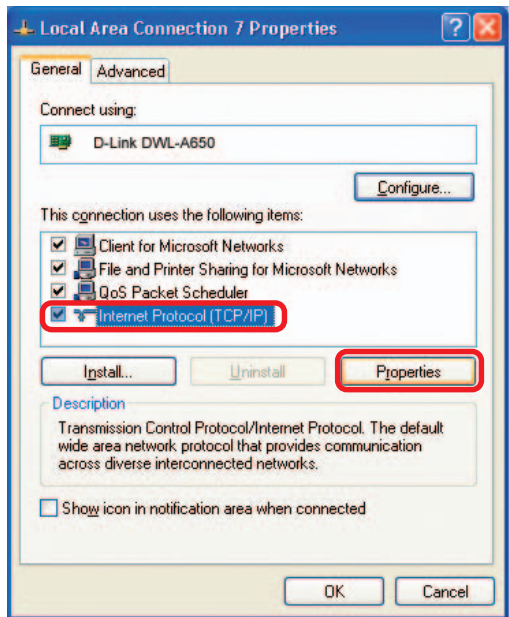 Local Area Connection 7 Properties
General
Advanced
Connect using:
D-Link DWL-A650
Configure...
This connection uses the following items:
Client for Microsoft Networks
File and Printer Sharing for Microsoft Networks
QoS Packet Scheduler
Internet Protocol (TCP/IP)
Install...
Uninstall
Properties
Description
Transmission Control Protocol/Internet Protocol. The default
wide area network protocol that provides communication
across diverse interconnected networks.
Show icon in notification area when connected
OK
Cancel